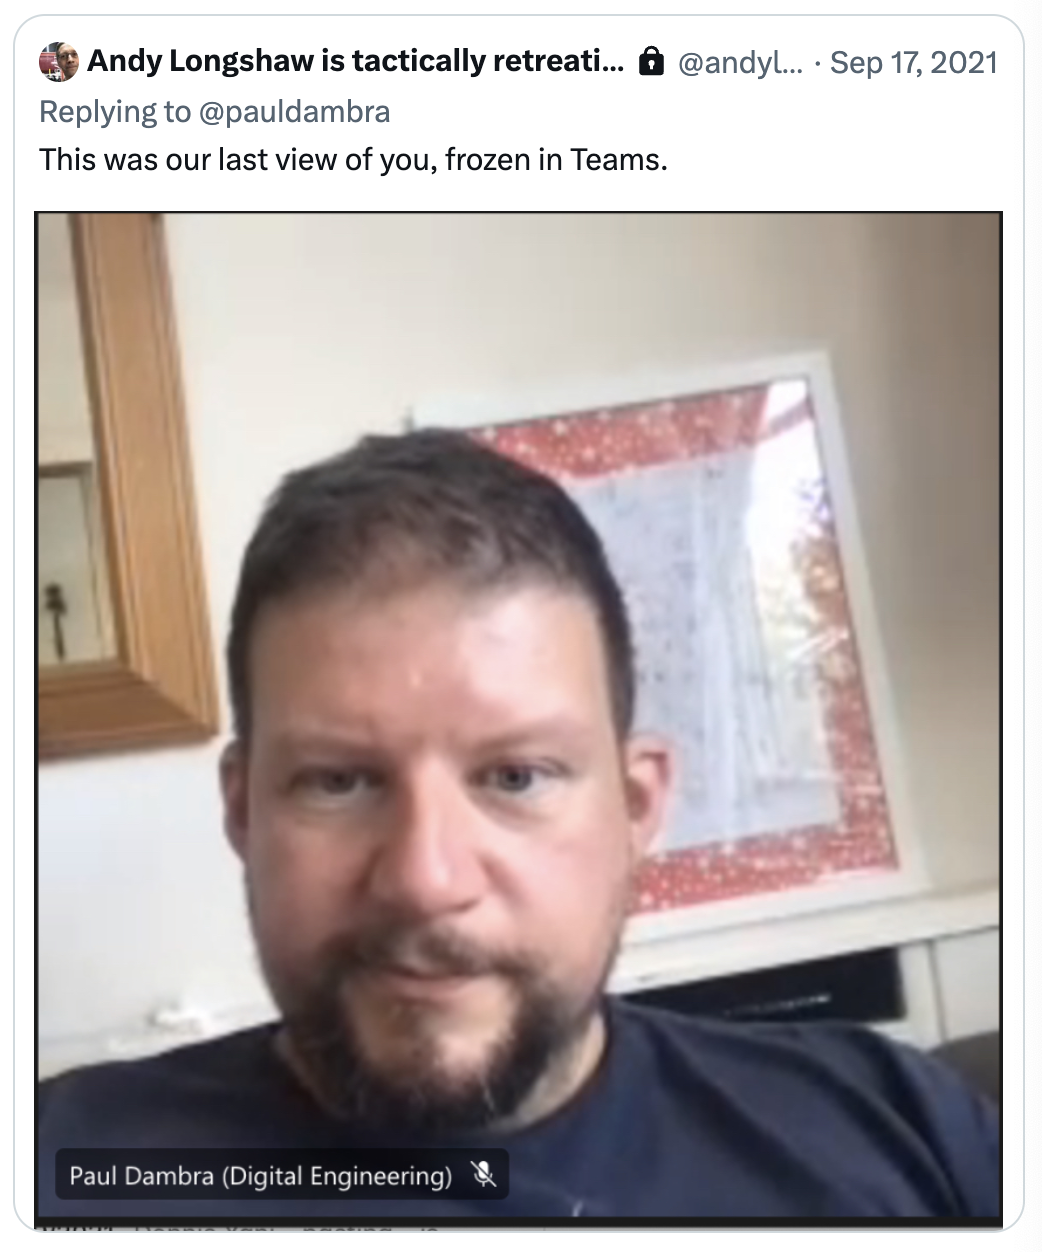 Andy Longshaw is tactically retreati... @andyl... · Sep 17, 2021
Replying to @pauldambra
This was our last view of you, frozen in Teams.
Paul Dambra (Digital Engineering)